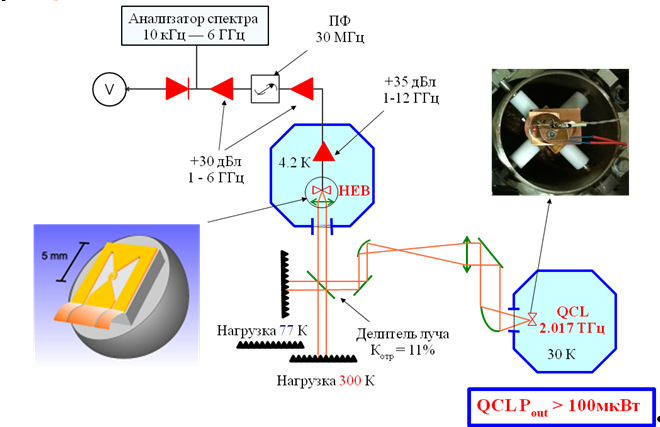 Анализатор спектра
10 кГц — 6 ГГц
ПФ
30 МГц
V
+35 дБл
1-12 ГГц
+30 дБл
1 - 6 ГГц
4.2 К
HEB
5 mm
Нагрузка 77 К
Делитель луча
Kотр = 11%
Нагрузка 300 К
QCL
2.017 ТГц
30 К
QCL Pout > 100мкВт